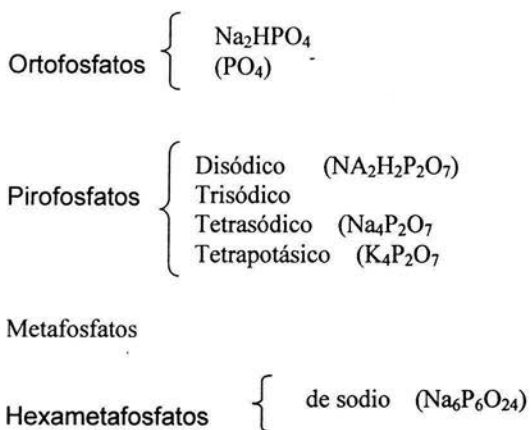 Ortofosfatos
Na₂HPO₄
(PO₄)
Pirofosfatos
Disódico (NA₂H₂P₂O₇)
Trisódico
Tetrasódico (Na₄P₂O₇
Tetrapotásico (K₄P₂O₇
Metafosfatos
Hexametafosfatos
de sodio (Na₆P₆O₂₄)